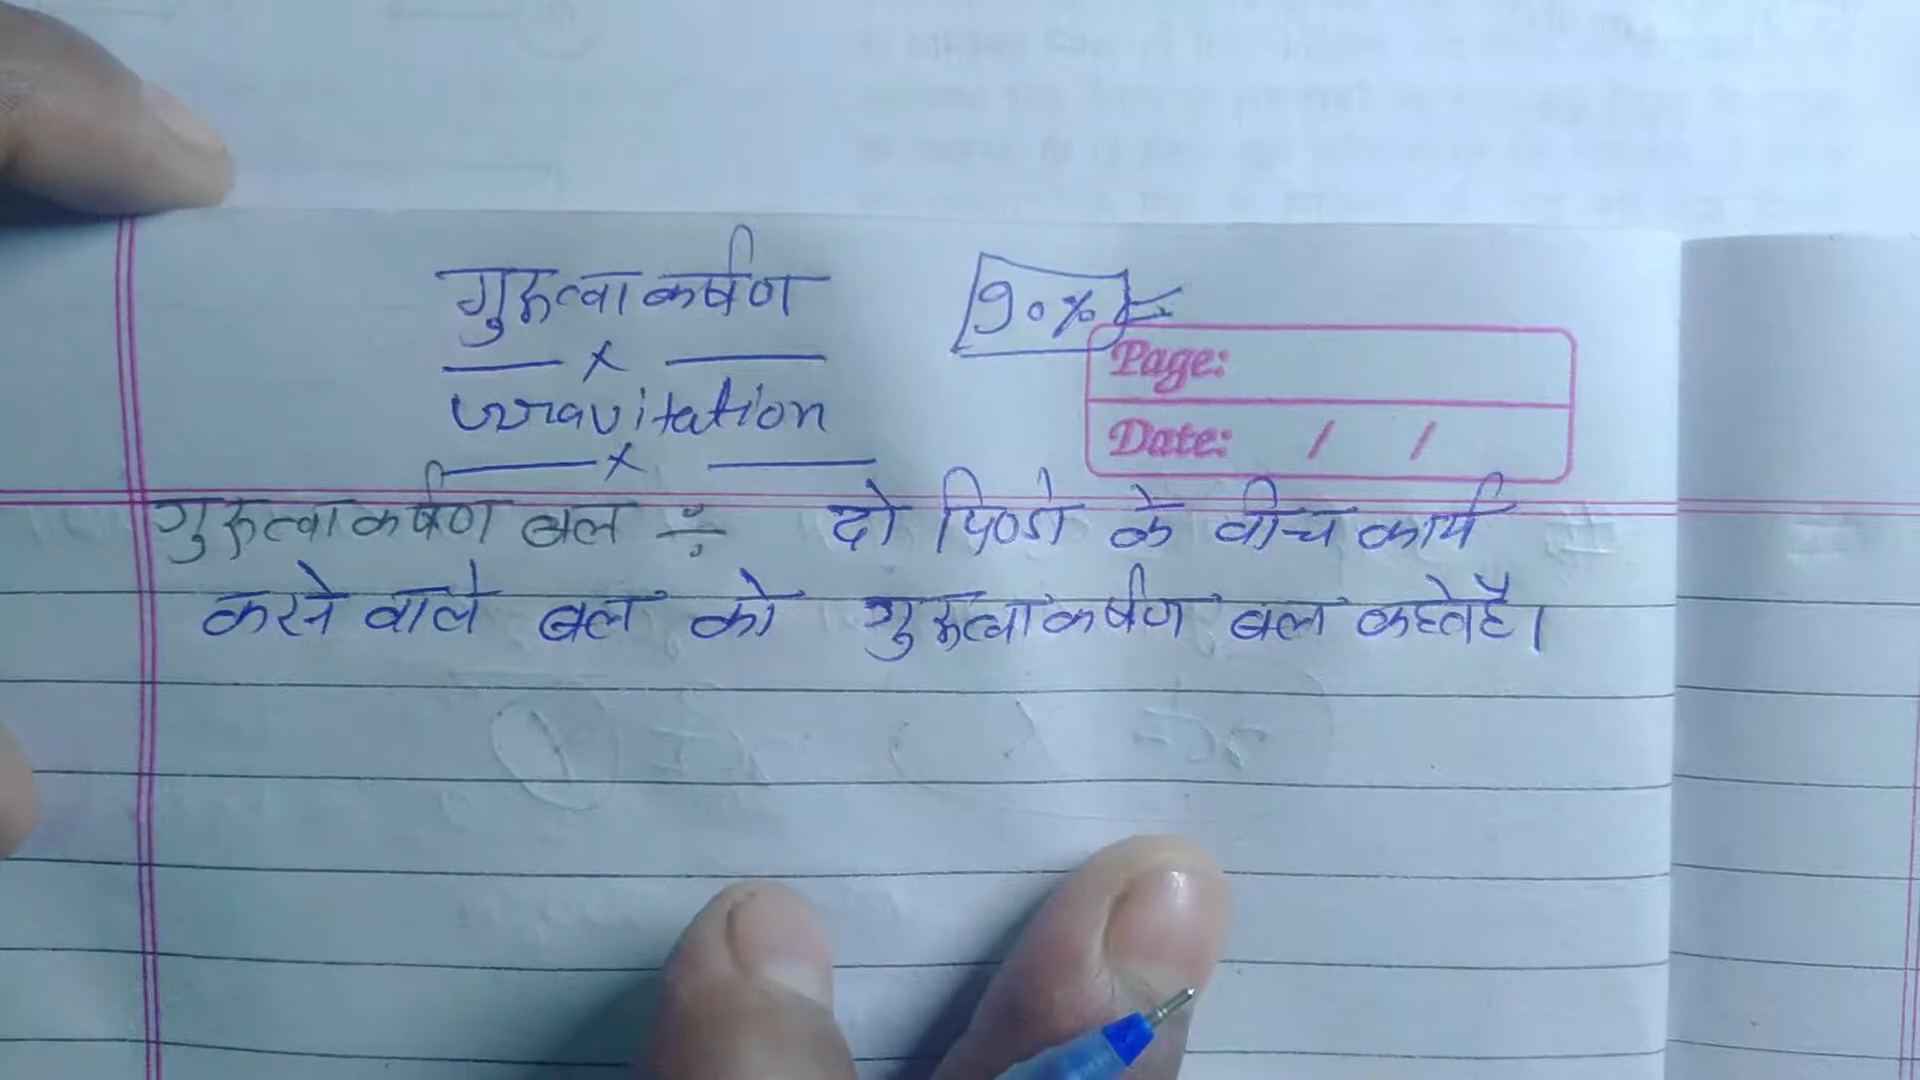 गुरुत्वाकर्षण
90%
Page:
x
Gravitation
Date: / /
x
गुरुत्वाकर्षण बल ÷ दो पिण्डो के बीच कार्य
करने वाले बल को गुरुत्वाकर्षण बल कहतेहै।